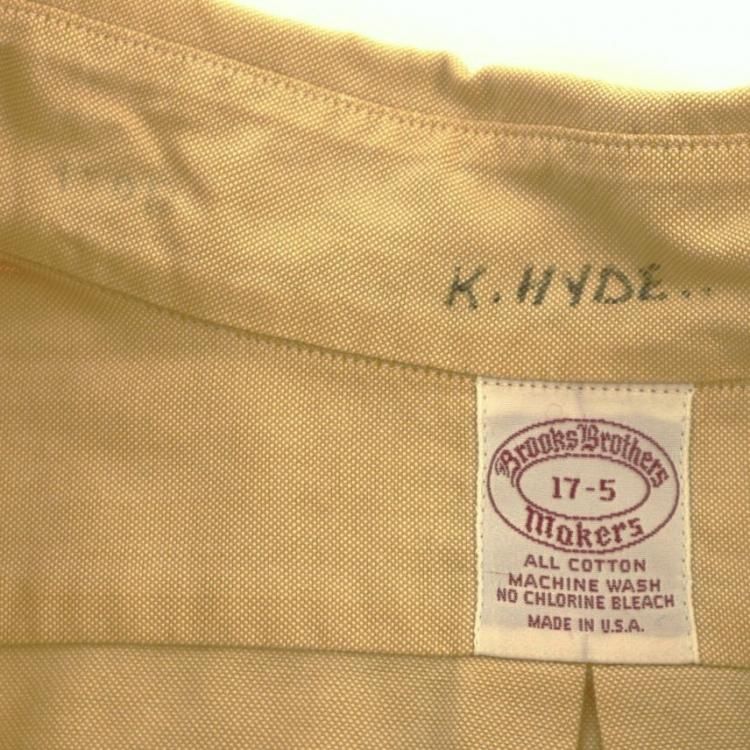 K. HYDE..
Brooks Brothers
17-5
Makers
ALL COTTON
MACHINE WASH
NO CHLORINE BLEACH
MADE IN U.S.A.